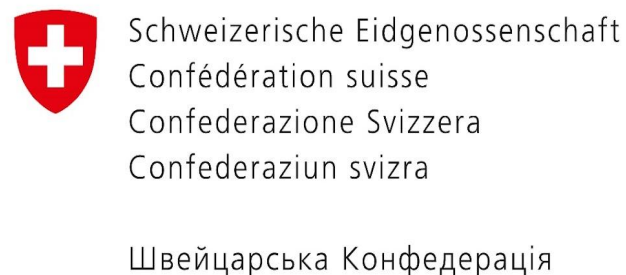 Schweizerische Eidgenossenschaft
Confédération suisse
Confederazione Svizzera
Confederaziun svizra
Швейцарська Конфедерація